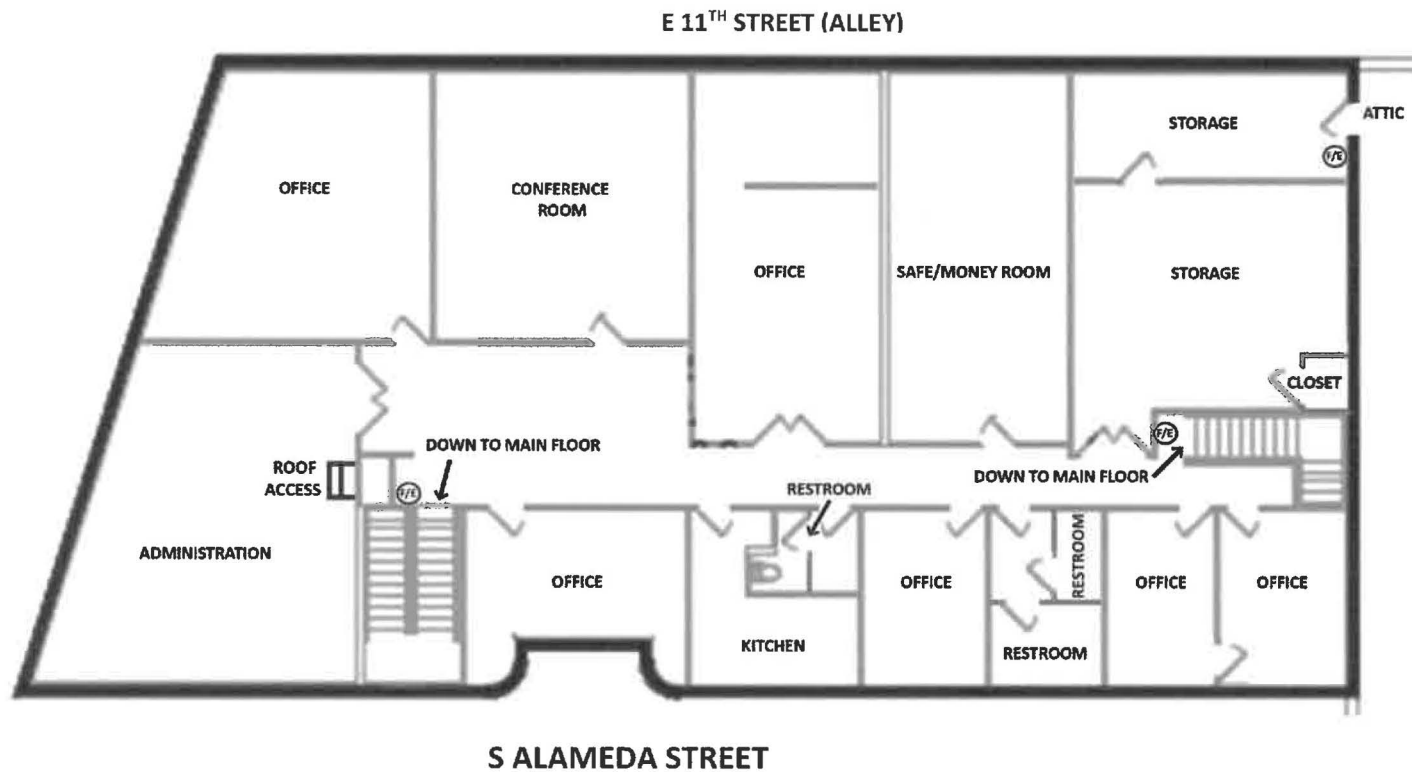 E 11TH STREET (ALLEY)
ATTIC
STORAGE
F/E
OFFICE
CONFERENCE
ROOM
OFFICE
SAFE/MONEY ROOM
STORAGE
CLOSET
DOWN TO MAIN FLOOR
F/E
DOWN TO MAIN FLOOR
ROOF
ACCESS
F/E
RESTROOM
ADMINISTRATION
OFFICE
OFFICE
RESTROOM
OFFICE
OFFICE
KITCHEN
RESTROOM
S ALAMEDA STREET